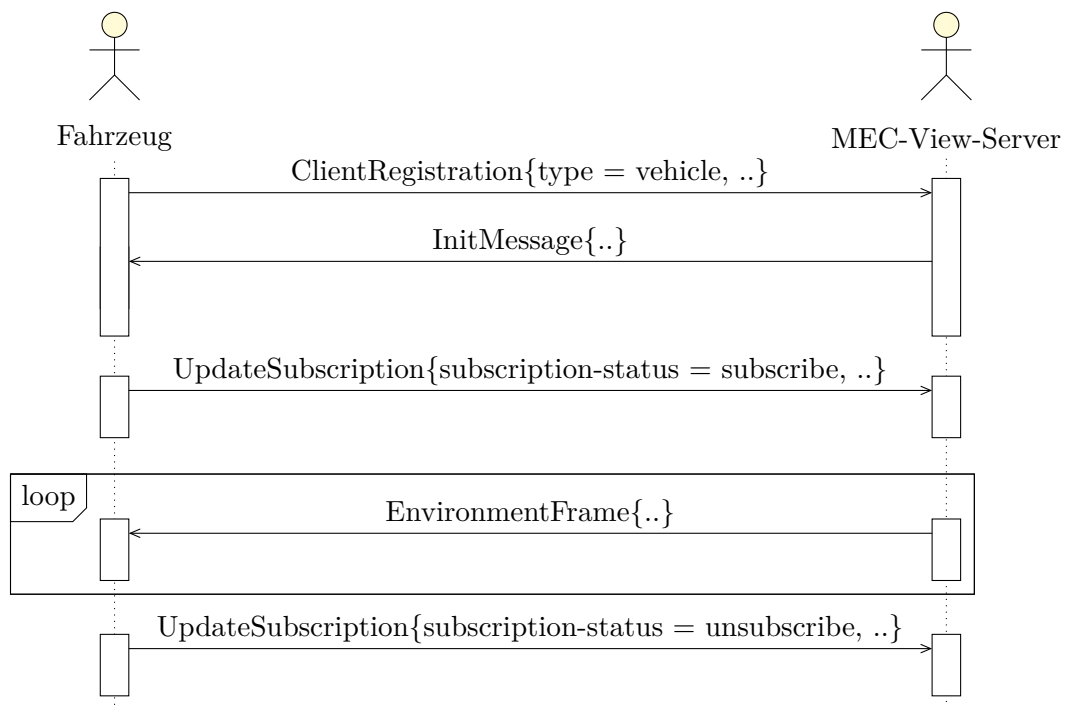 Fahrzeug
MEC-View-Server
ClientRegistration{type = vehicle, ..}
InitMessage{..}
UpdateSubscription{subscription-status = subscribe, ..}
loop
EnvironmentFrame{..}
UpdateSubscription{subscription-status = unsubscribe, ..}